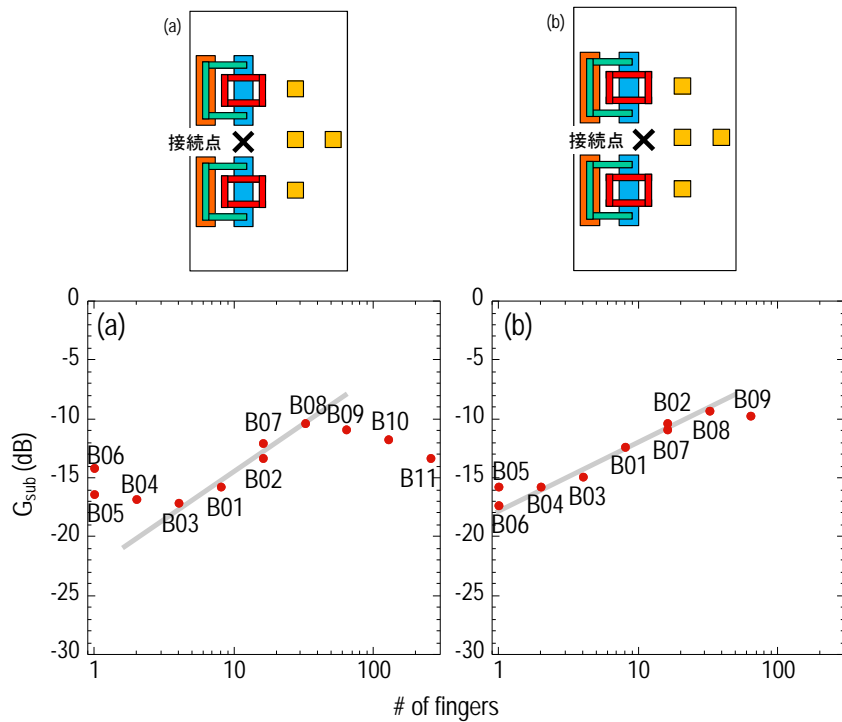 (a)
(b)
接続点
接続点
(a)
(b)
0
-5
-10
-15
-20
-25
-30
G_sub (dB)
B06
B05
B04
B03
B01
B07
B02
B08
B09
B10
B11
1
10
100
0
-5
-10
-15
-20
-25
-30
B05
B06
B04
B03
B01
B02
B07
B08
B09
1
10
100
# of fingers